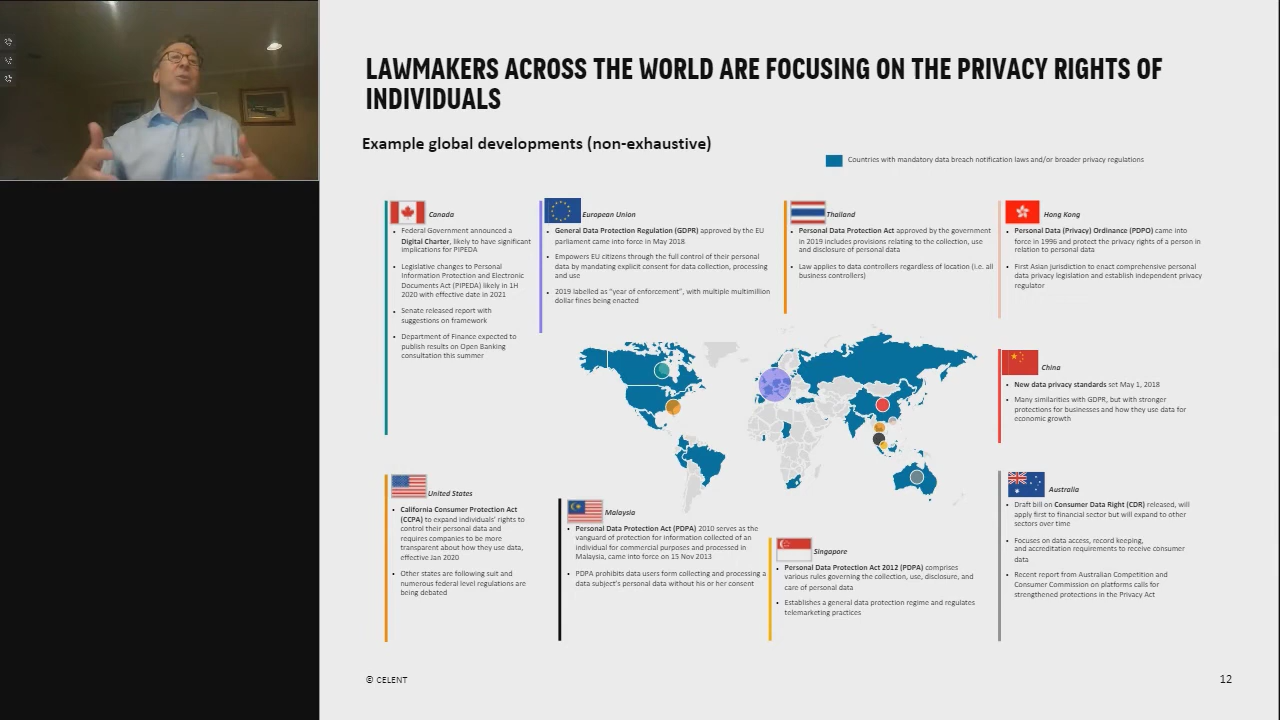 LAWMAKERS ACROSS THE WORLD ARE FOCUSING ON THE PRIVACY RIGHTS OF
INDIVIDUALS
Example global developments (non-exhaustive)
Countries with mandatory data breach notification laws and/or broader privacy regulations
Canada
• Federal Government announced a
Digital Charter, likely to have significant
implications for PIPEDA
• Legislative changes to Personal
Information Protection and Electronic
Documents Act (PIPEDA) likely in 1H
2020 with effective date in 2021
• Senate released report with
suggestions on framework
• Department of Finance expected to
publish results on Open Banking
consultation this summer
European Union
• General Data Protection Regulation (GDPR) approved by the EU
parliament came into force in May 2018
• Empowers EU citizens through the full control of their personal
data by mandating explicit consent for data collection, processing
and use
• 2019 labelled as "year of enforcement", with multiple multimillion
dollar fines being enacted
Thailand
• Personal Data Protection Act approved by the government
in 2019 includes provisions relating to the collection, use
and disclosure of personal data
• Law applies to data controllers regardless of location (i.e. all
business controllers)
Hong Kong
• Personal Data (Privacy) Ordinance (PDPO) came into
force in 1996 and protect the privacy rights of a person in
relation to personal data
• First Asian jurisdiction to enact comprehensive personal
data privacy legislation and establish independent privacy
regulator
China
• New data privacy standards set May 1, 2018
• Many similarities with GDPR, but with stronger
protections for businesses and how they use data for
economic growth
United States
• California Consumer Protection Act
(CCPA) to expand individuals' rights to
control their personal data and
requires companies to be more
transparent about how they use data,
effective Jan 2020
• Other states are following suit and
numerous federal level regulations are
being debated
Malaysia
• Personal Data Protection Act (PDPA) 2010 serves as the
vanguard of protection for information collected of an
individual for commercial purposes and processed in
Malaysia, came into force on 15 Nov 2013
• PDPA prohibits data users form collecting and processing a
data subject's personal data without his or her consent
Singapore
• Personal Data Protection Act 2012 (PDPA) comprises
various rules governing the collection, use, disclosure, and
care of personal data
• Establishes a general data protection regime and regulates
telemarketing practices
Australia
• Draft bill on Consumer Data Right (CDR) released, will
apply first to financial sector but will expand to other
sectors over time
• Focuses on data access, record keeping,
and accreditation requirements to receive consumer
data
• Recent report from Australian Competition and
Consumer Commission on platforms calls for
strengthened protections in the Privacy Act
© CELENT
12